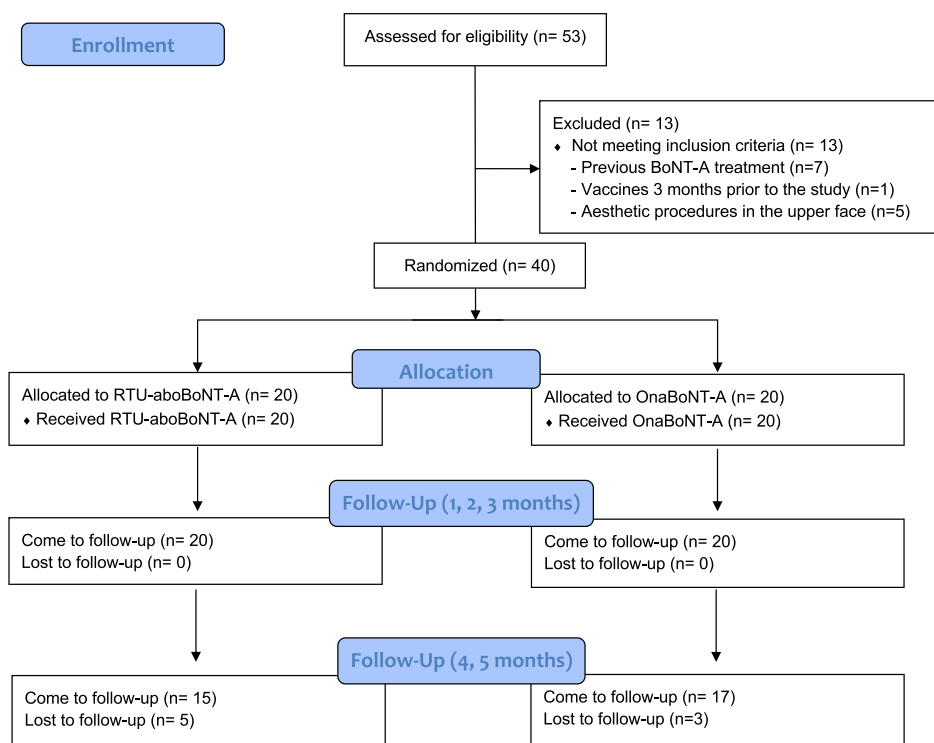 Enrollment
Assessed for eligibility (n= 53)
Excluded (n= 13)
♦ Not meeting inclusion criteria (n= 13)
- Previous BoNT-A treatment (n=7)
- Vaccines 3 months prior to the study (n=1)
- Aesthetic procedures in the upper face (n=5)
Randomized (n= 40)
Allocation
Allocated to RTU-aboBoNT-A (n= 20)
♦ Received RTU-aboBoNT-A (n= 20)
Allocated to OnaBoNT-A (n= 20)
♦ Received OnaBoNT-A (n= 20)
Follow-Up (1, 2, 3 months)
Come to follow-up (n= 20)
Lost to follow-up (n= 0)
Come to follow-up (n= 20)
Lost to follow-up (n= 0)
Follow-Up (4, 5 months)
Come to follow-up (n= 15)
Lost to follow-up (n= 5)
Come to follow-up (n= 17)
Lost to follow-up (n=3)